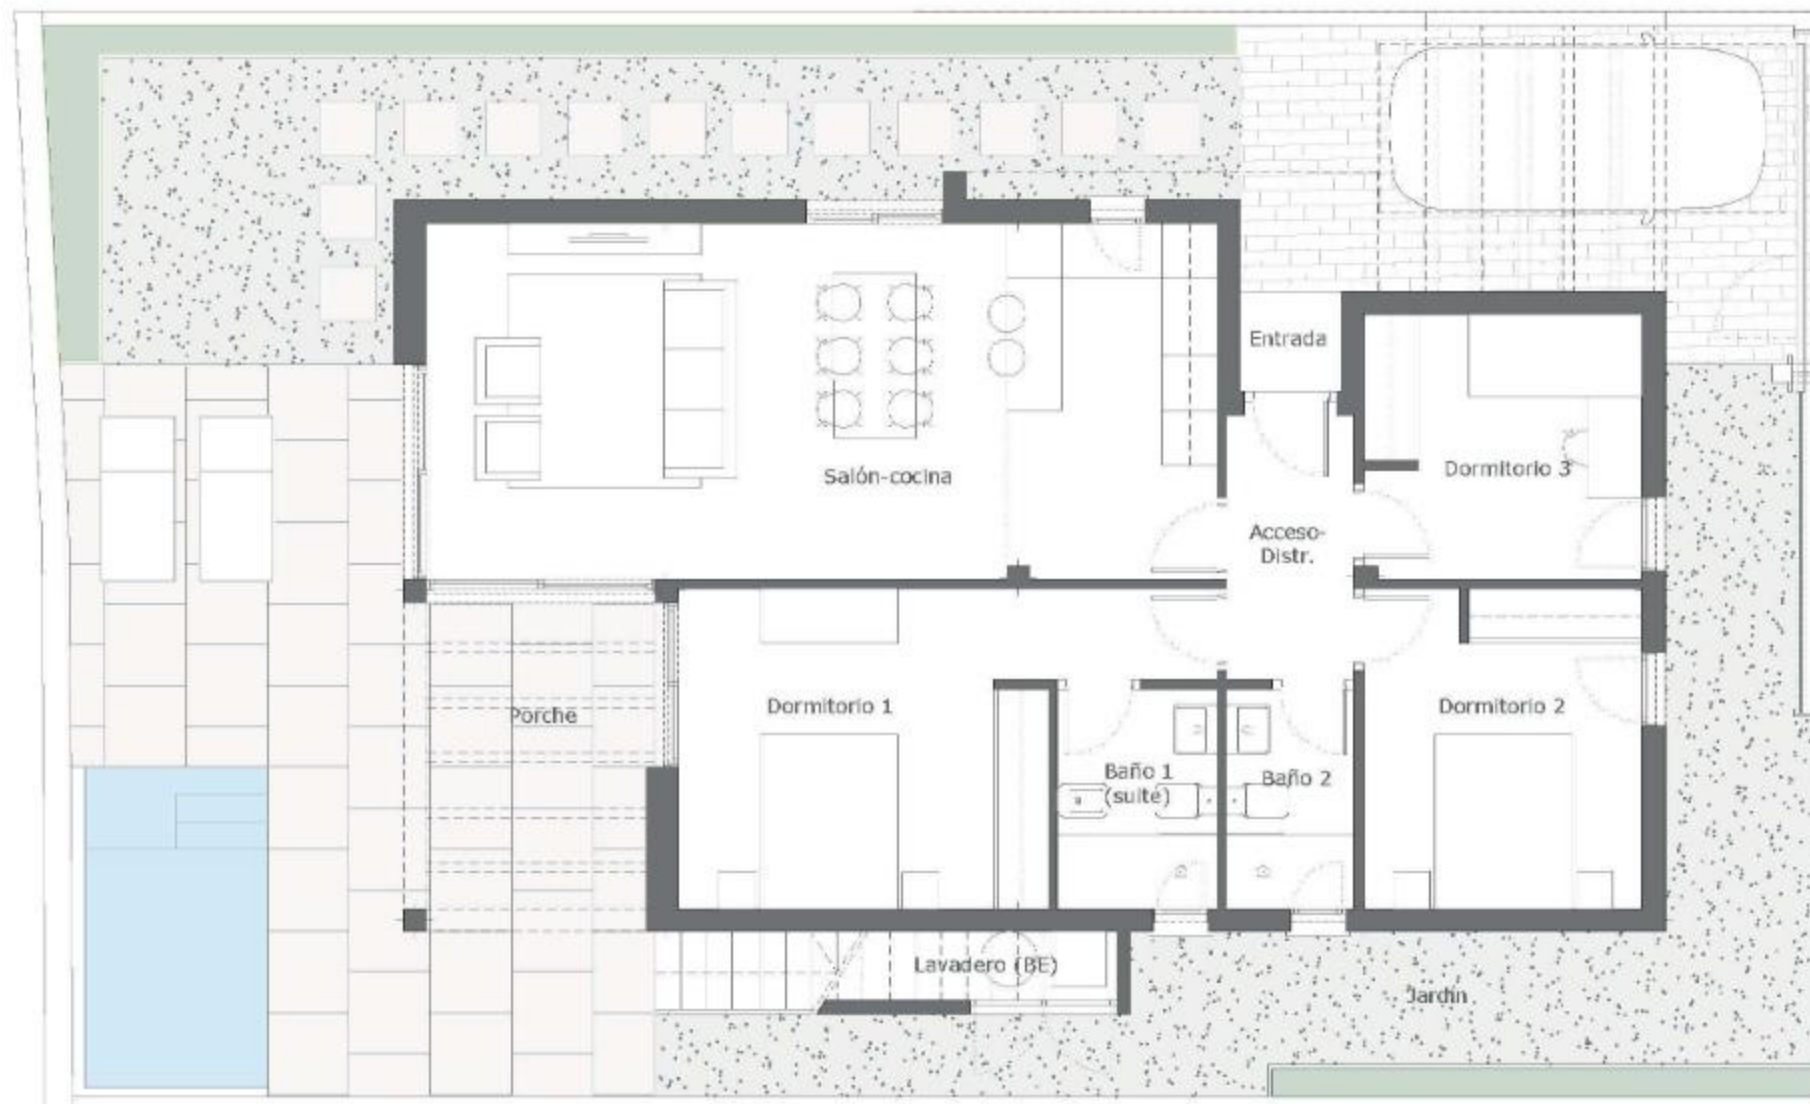 Entrada
Salón-cocina
Dormitorio 3
Acceso-
Distr.
Porche
Dormitorio 1
Dormitorio 2
Baño 1
(suite)
Baño 2
Lavadero (BE)
Jardín